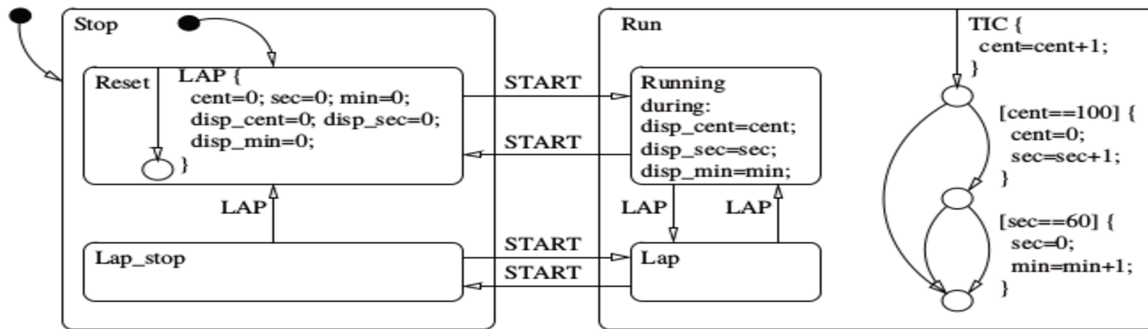 Stop
Reset
LAP {
cent=0; sec=0; min=0;
disp_cent=0; disp_sec=0;
disp_min=0;
}
LAP
Lap_stop
START
START
START
START
Run
Running
during:
disp_cent=cent;
disp_sec=sec;
disp_min=min;
LAP
LAP
Lap
TIC {
cent=cent+1;
}
[cent==100] {
cent=0;
sec=sec+1;
}
[sec==60] {
sec=0;
min=min+1;
}